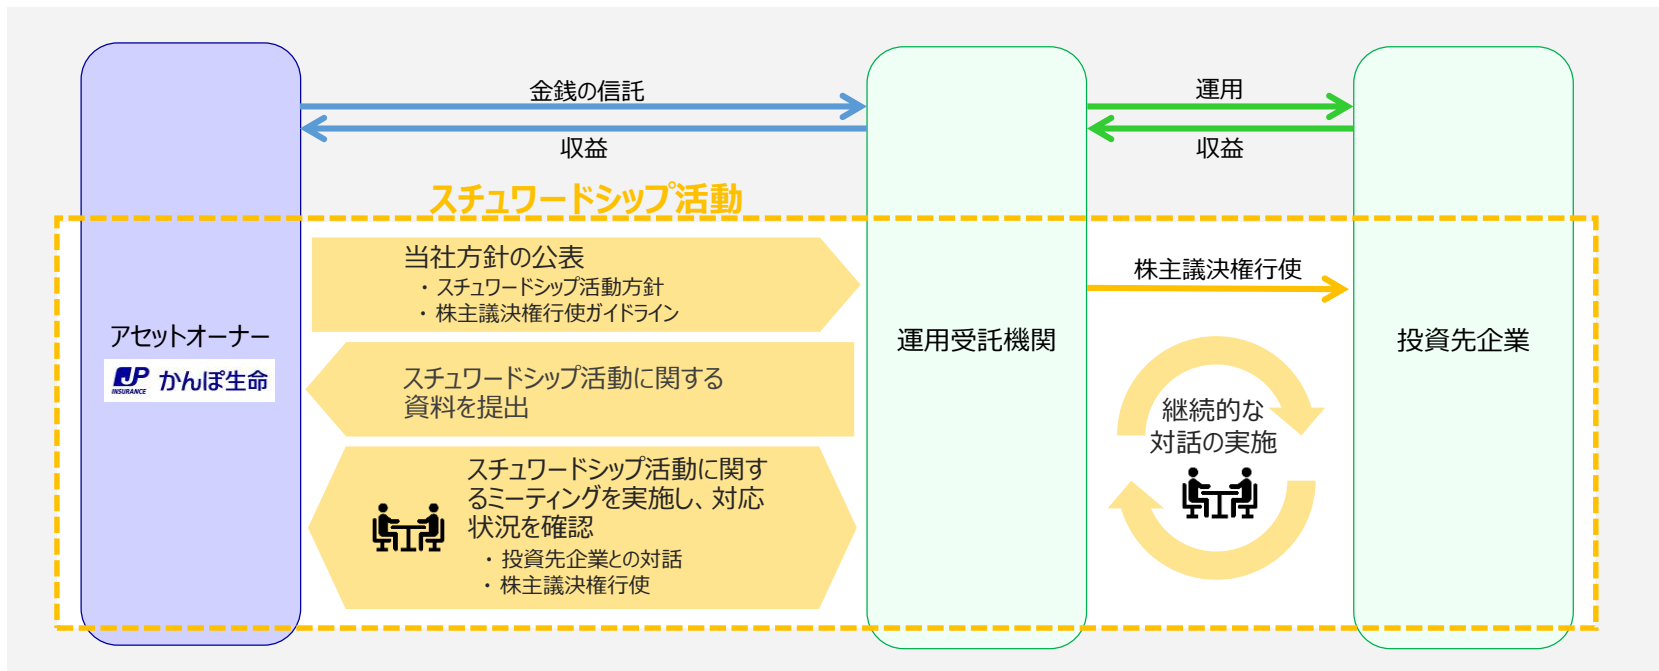 金銭の信託
収益
運用
収益
スチュワードシップ活動
アセットオーナー
JP
INSURANCE
かんぽ生命
当社方針の公表
・スチュワードシップ活動方針
・株主議決権行使ガイドライン
スチュワードシップ活動に関する
資料を提出
スチュワードシップ活動に関す
るミーティングを実施し、対応
状況を確認
・投資先企業との対話
・株主議決権行使
運用受託機関
株主議決権行使
継続的な
対話の実施
投資先企業